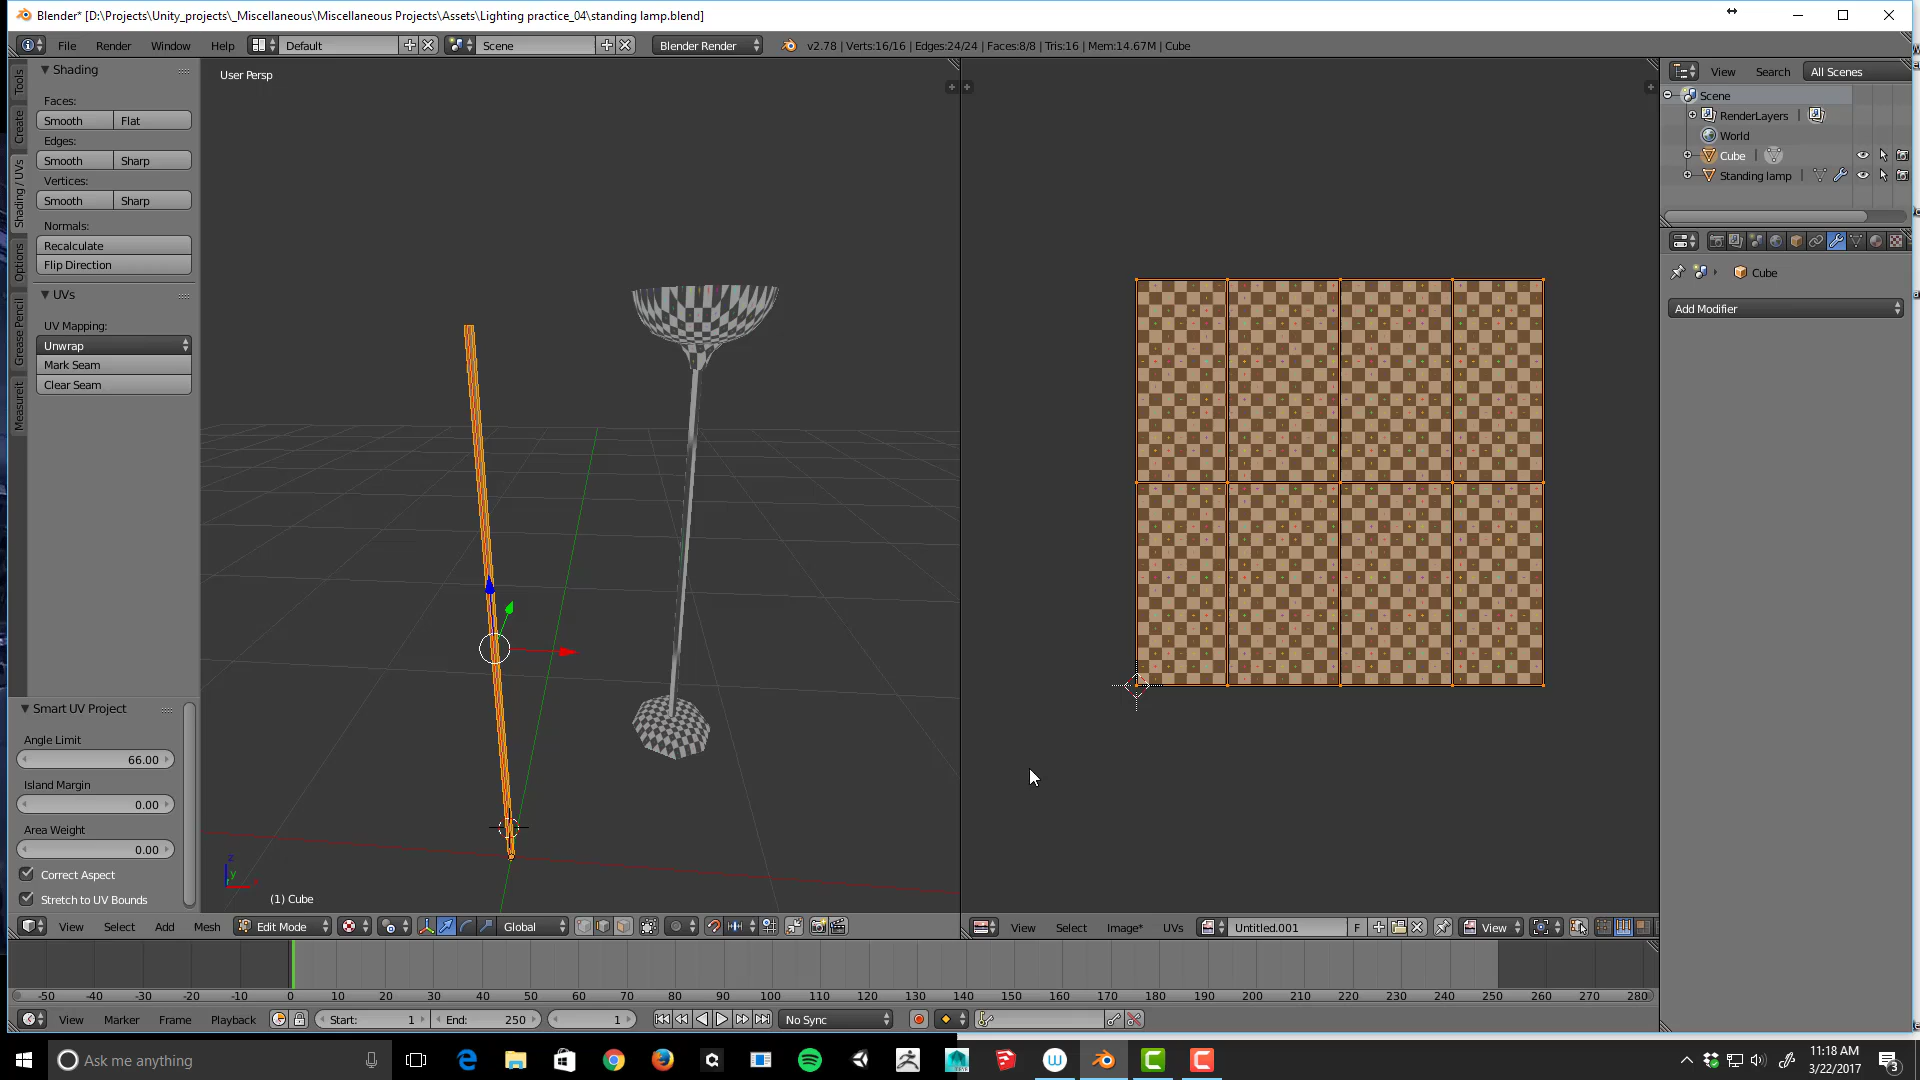 Blender* [D:\Projects\Unity_projects\_Miscellaneous\Miscellaneous Projects\Assets\Lighting practice_04\standing lamp.blend]
File Render Window Help Default Scene Blender Render v2.78 | Verts:16/16 | Edges:24/24 | Faces:8/8 | Tris:16 | Mem:14.67M | Cube
Tools
Create
Shading / UVs
Options
Grease Pencil
Measureit
Shading
Faces:
Smooth Flat
Edges:
Smooth Sharp
Vertices:
Smooth Sharp
Normals:
Recalculate
Flip Direction
UVs
UV Mapping:
Unwrap
Mark Seam
Clear Seam
Smart UV Project
Angle Limit
66.00
Island Margin
0.00
Area Weight
0.00
Correct Aspect
Stretch to UV Bounds
User Persp
z
y
(1) Cube
View Select Add Mesh Edit Mode Global
View Select Image* UVs Untitled.001 F View
View Search All Scenes
Scene
RenderLayers |
World
Cube |
Standing lamp |
Cube
Add Modifier
-50 -40 -30 -20 -10 0 10 20 30 40 50 60 70 80 90 100 110 120 130 140 150 160 170 180 190 200 210 220 230 240 250 260 270 280
View Marker Frame Playback Start: 1 End: 250 1 No Sync
Ask me anything
11:18 AM
3/22/2017
3